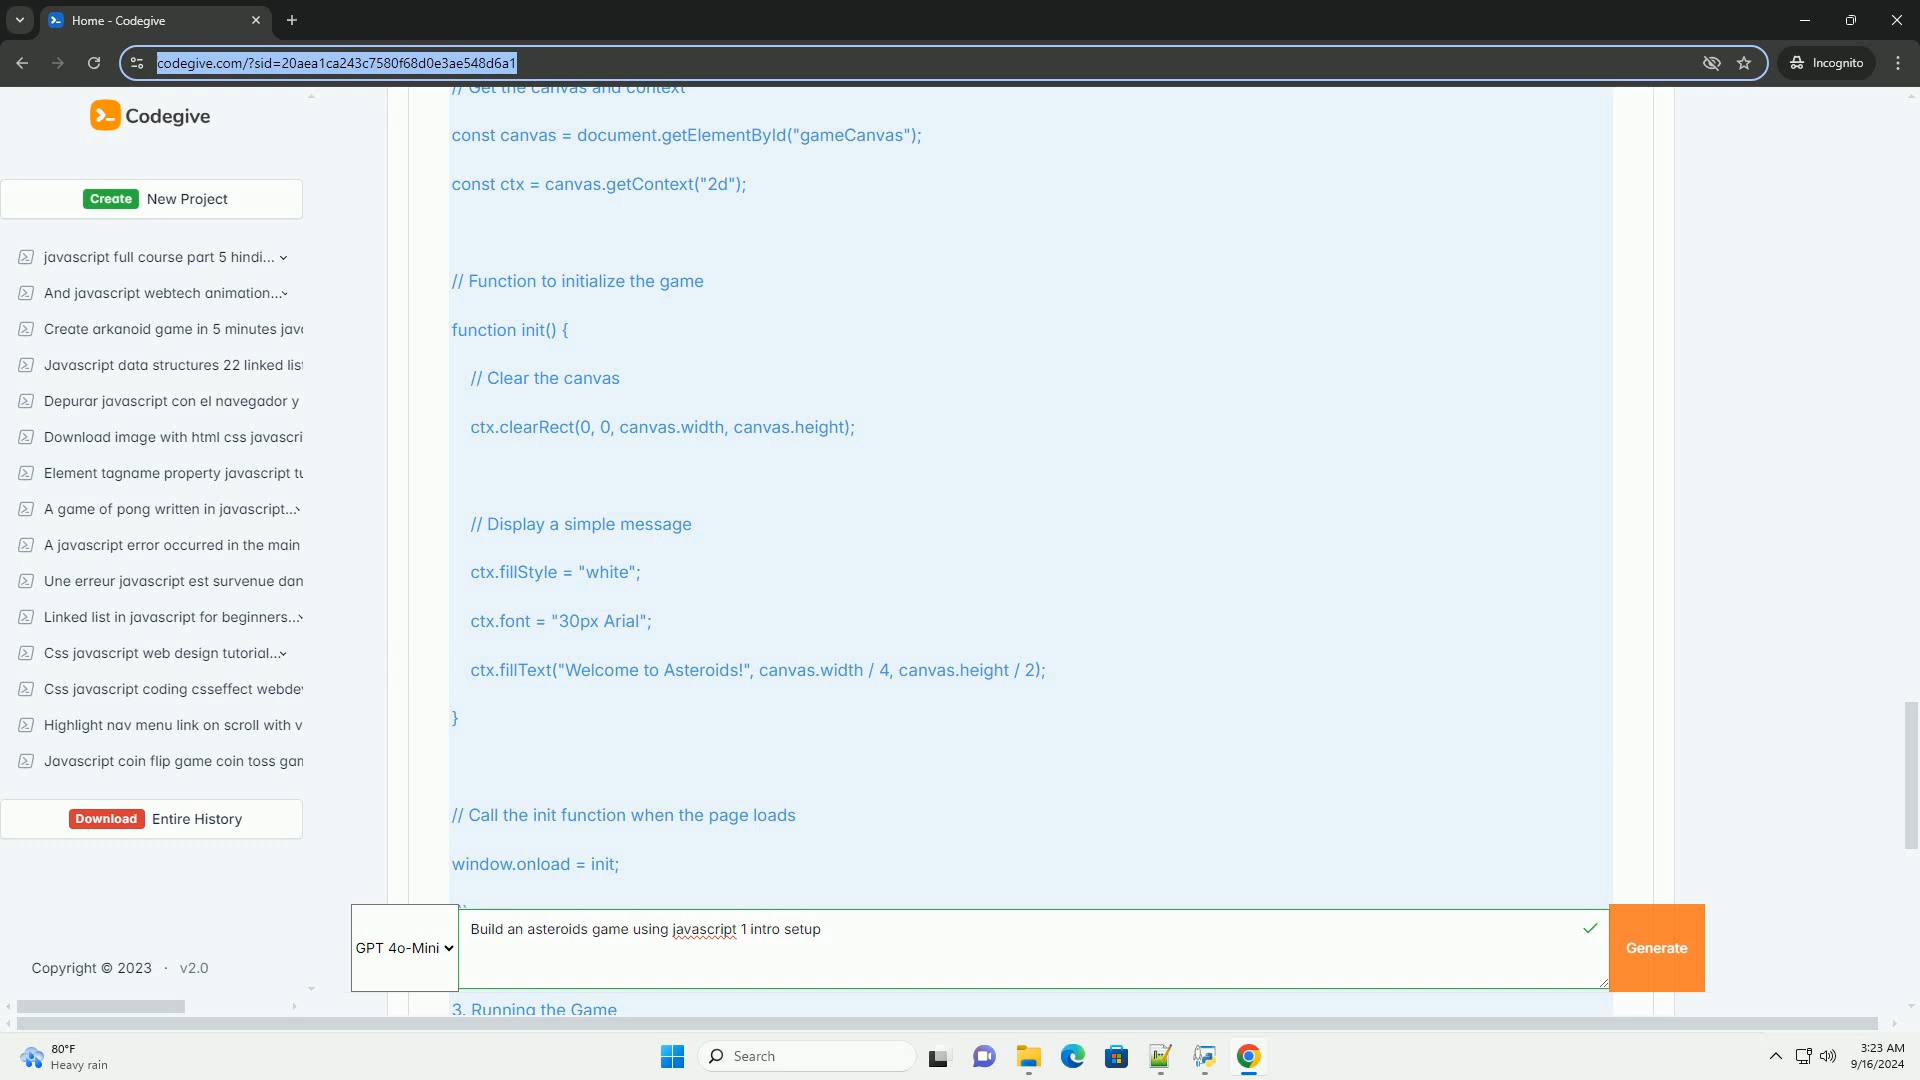 Home - Codegive
codegive.com/?sid=20aea1ca243c7580f68d0e3ae548d6a1
Incognito
Codegive
Create New Project
javascript full course part 5 hindi...
And javascript webtech animation...
Create arkanoid game in 5 minutes java
Javascript data structures 22 linked list
Depurar javascript con el navegador y
Download image with html css javascri
Element tagname property javascript tu
A game of pong written in javascript...
A javascript error occurred in the main
Une erreur javascript est survenue dan
Linked list in javascript for beginners...
Css javascript web design tutorial...
Css javascript coding csseffect webdev
Highlight nav menu link on scroll with v
Javascript coin flip game coin toss gam
Download Entire History
Copyright © 2023 · v2.0
// Get the canvas and context
const canvas = document.getElementById("gameCanvas");
const ctx = canvas.getContext("2d");
// Function to initialize the game
function init() {
// Clear the canvas
ctx.clearRect(0, 0, canvas.width, canvas.height);
// Display a simple message
ctx.fillStyle = "white";
ctx.font = "30px Arial";
ctx.fillText("Welcome to Asteroids!", canvas.width / 4, canvas.height / 2);
}
// Call the init function when the page loads
window.onload = init;
GPT 4o-Mini
Build an asteroids game using javascript 1 intro setup
Generate
3. Running the Game
80°F
Heavy rain
Search
3:23 AM
9/16/2024